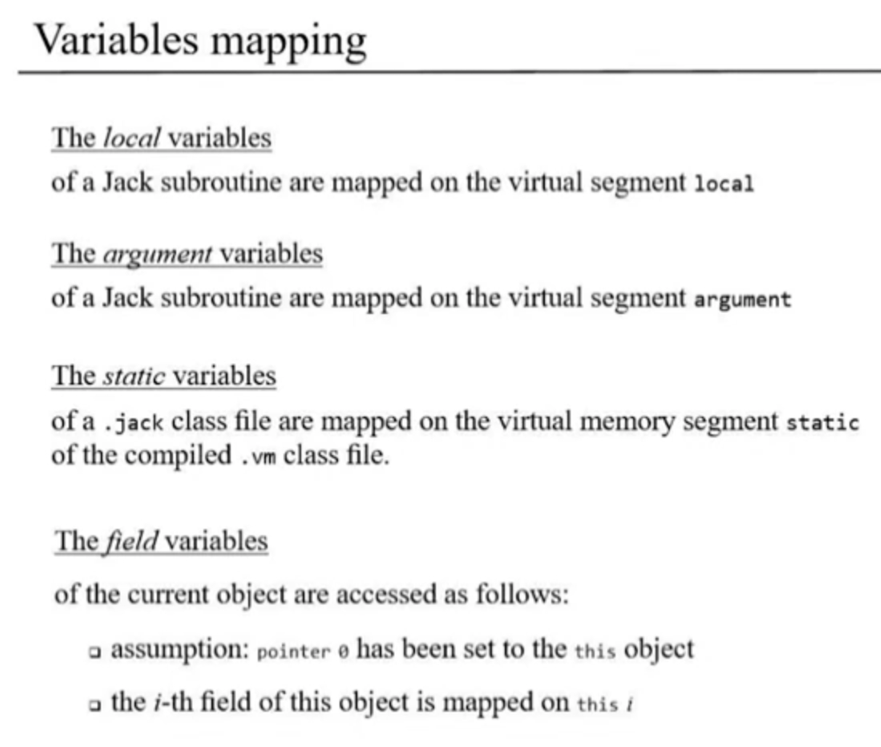 Variables mapping
The local variables
of a Jack subroutine are mapped on the virtual segment local
The argument variables
of a Jack subroutine are mapped on the virtual segment argument
The static variables
of a .jack class file are mapped on the virtual memory segment static
of the compiled .vm class file.
The field variables
of the current object are accessed as follows:
❑ assumption: pointer 0 has been set to the this object
❑ the i-th field of this object is mapped on this i